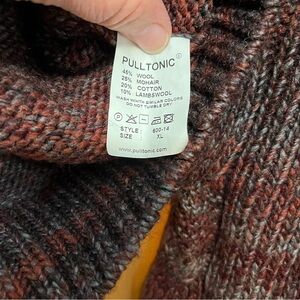 PULLTONIC®
45% WOOL
25% MOHAIR
20% COTTON
10% LAMBSWOOL
WASH WHITH SIMILAR COLORS
DO NOT TUMBLE DRY
STYLE : 600-14
SIZE : XL
www.pulltonic.com